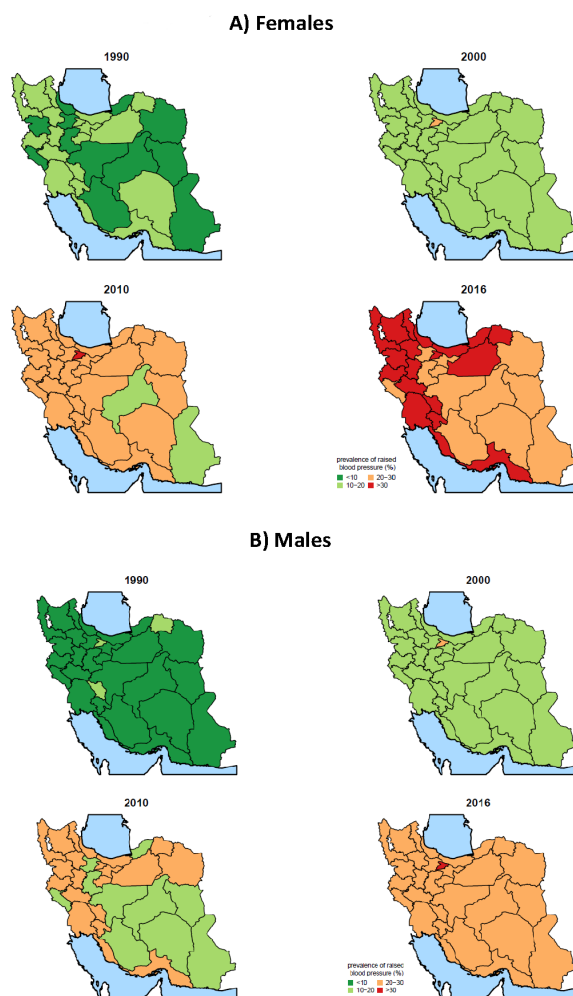 A) Females
1990
2000
2010
2016
prevalence of raised
blood pressure (%)
<10 20−30
10−20 >30
B) Males
1990
2000
2010
2016
prevalence of raised
blood pressure (%)
<10 20−30
10−20 >30